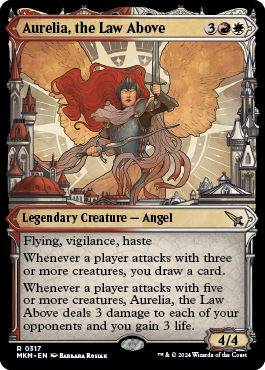 Aurelia, the Law Above 3
Legendary Creature — Angel
Flying, vigilance, haste
Whenever a player attacks with three
or more creatures, you draw a card.
Whenever a player attacks with five
or more creatures, Aurelia, the Law
Above deals 3 damage to each of your
opponents and you gain 3 life.
4/4
R 0317
MKM • EN Barbara Rosiak
™ & © 2024 Wizards of the Coast